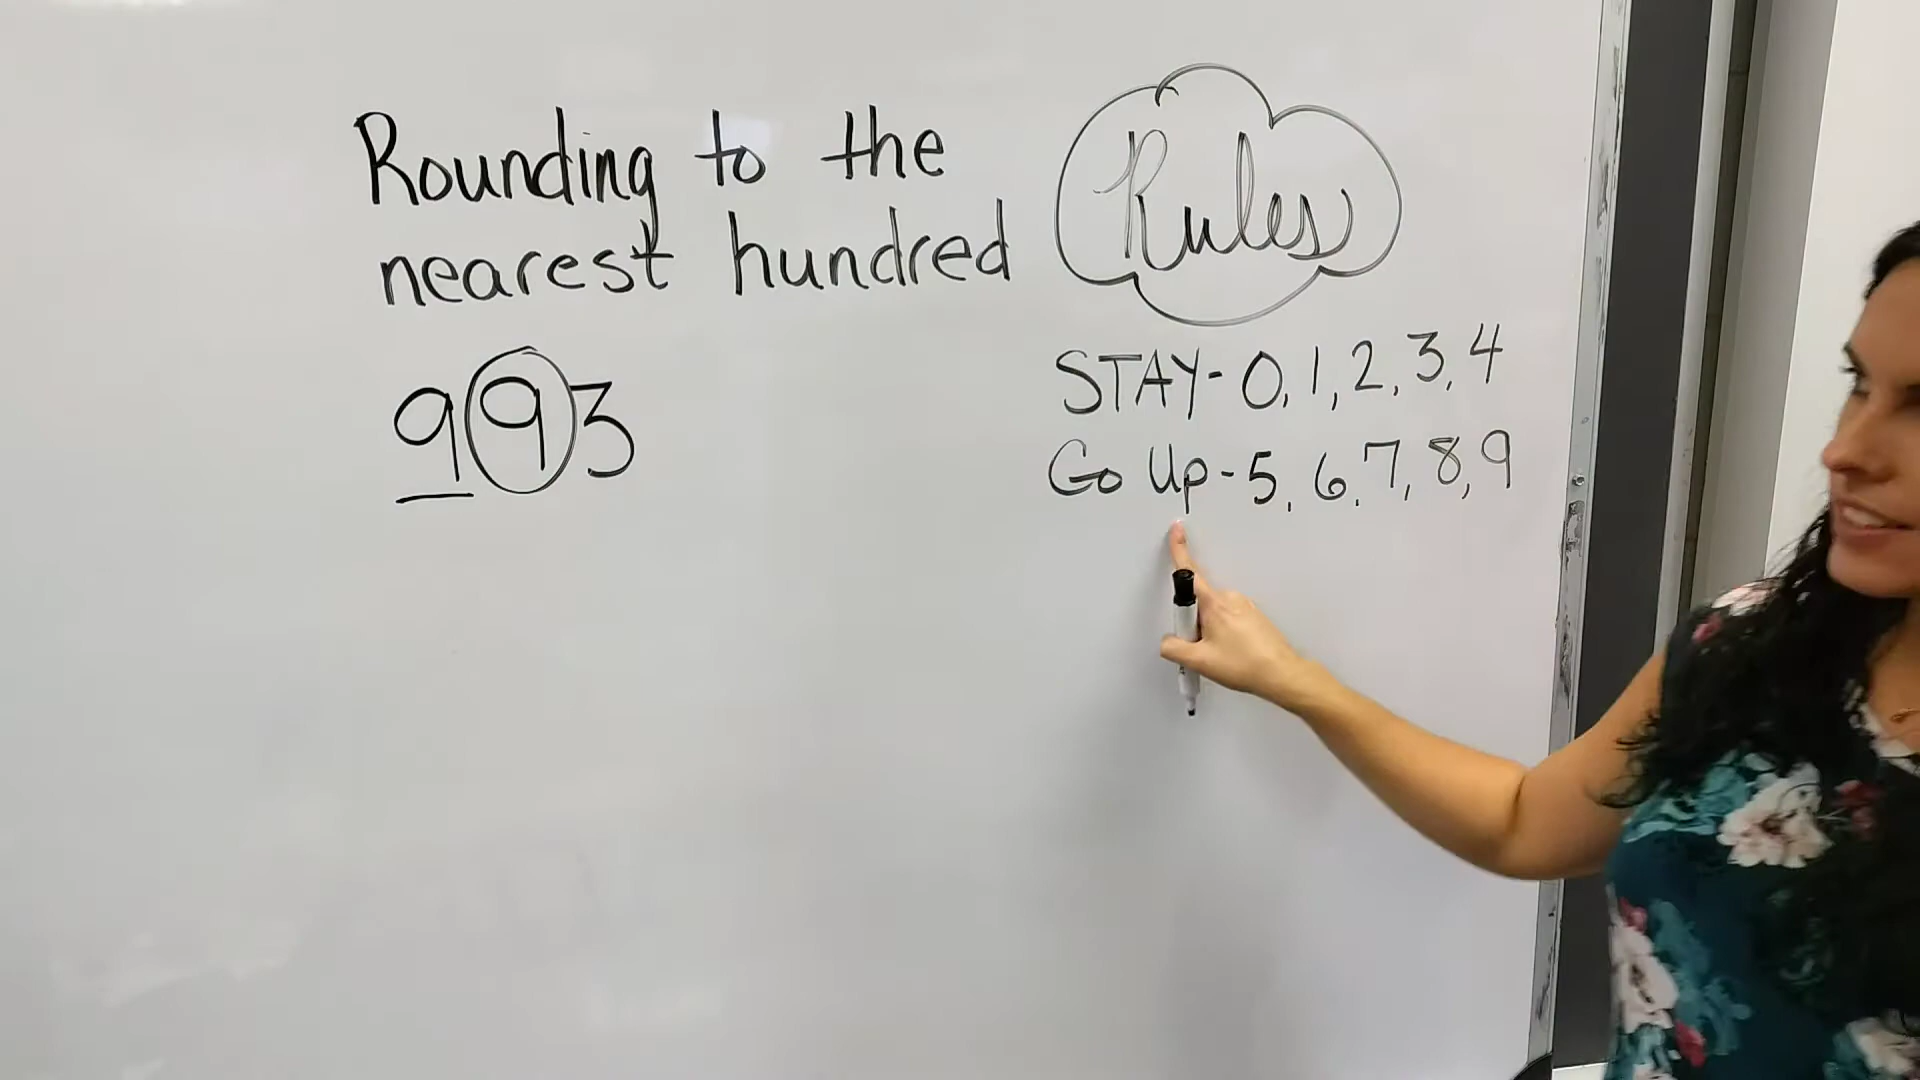 Rounding to the
nearest hundred
993
Rules
STAY - 0, 1, 2, 3, 4
Go Up - 5, 6, 7, 8, 9